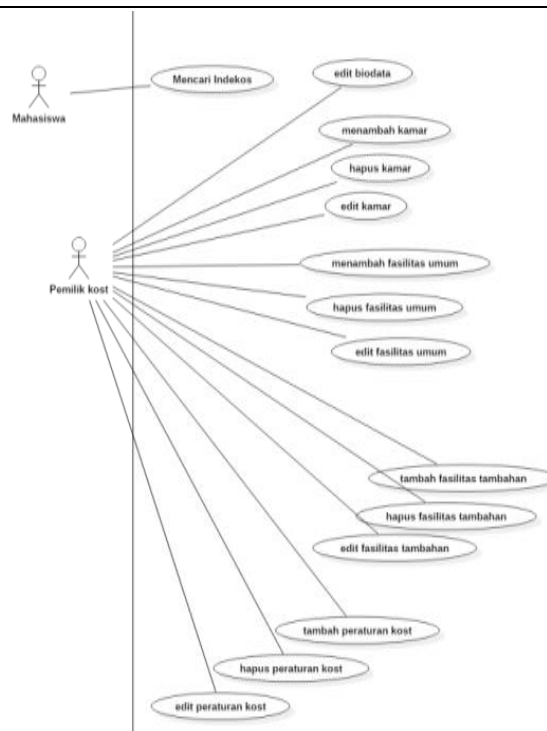 Mencari Indekos
edit biodata
Mahasiswa
menambah kamar
hapus kamar
edit kamar
Pemilik kost
menambah fasilitas umum
hapus fasilitas umum
edit fasilitas umum
tambah fasilitas tambahan
hapus fasilitas tambahan
edit fasilitas tambahan
tambah peraturan kost
hapus peraturan kost
edit peraturan kost